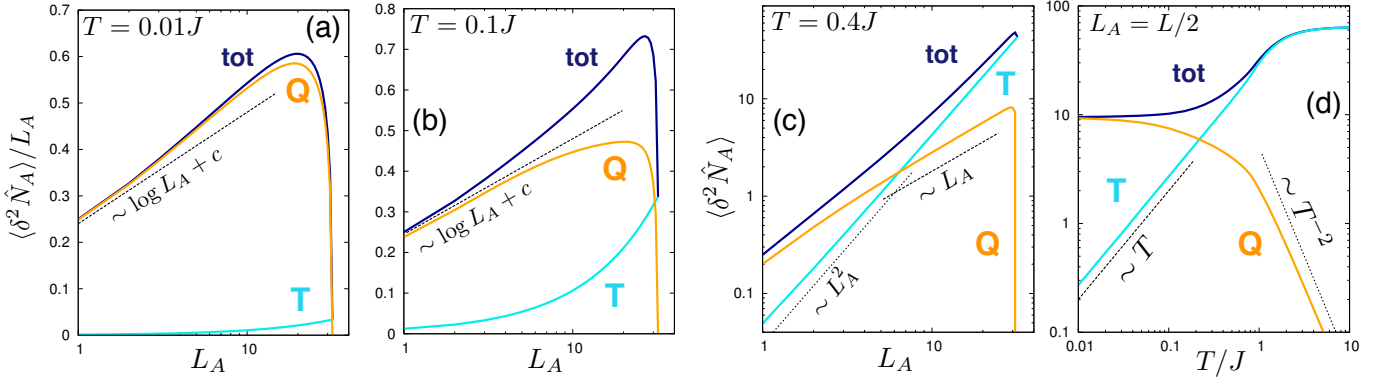 T = 0.01J
(a)
tot
Q
~ log L_A + c
T
⟨δ²N̂_A⟩/L_A
0.7
0.6
0.5
0.4
0.3
0.2
0.1
0
1
10
L_A
T = 0.1J
tot
(b)
Q
~ log L_A + c
T
0.8
0.7
0.6
0.5
0.4
0.3
0.2
0.1
0
1
10
L_A
T = 0.4J
tot
T
(c)
~ L_A
Q
~ L_A²
⟨δ²N̂_A⟩
10
1
0.1
1
10
L_A
L_A = L/2
tot
(d)
T
~ T
Q
~ T⁻²
100
10
1
0.1
0.01
0.1
1
10
T/J